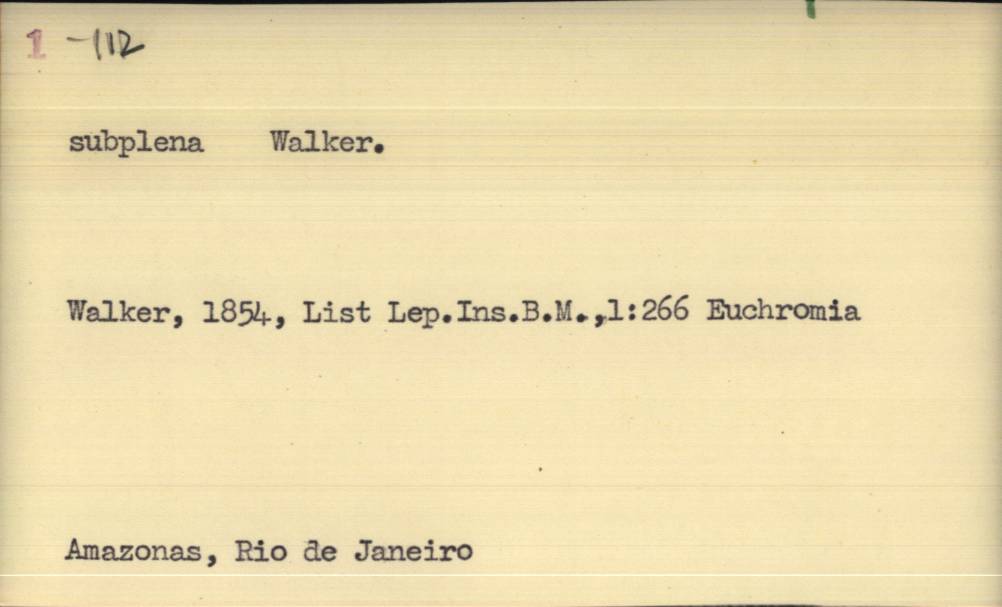 1 -112
subplena Walker.
Walker, 1854, List Lep.Ins.B.M.,1:266 Euchromia
Amazonas, Rio de Janeiro